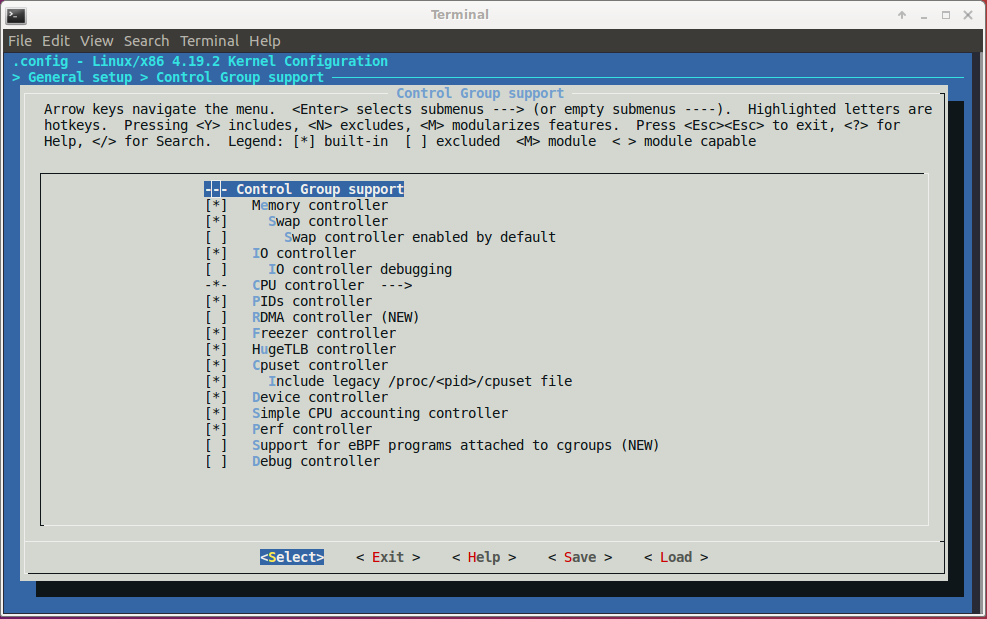 Terminal
File Edit View Search Terminal Help
.config - Linux/x86 4.19.2 Kernel Configuration
> General setup > Control Group support
Control Group support
Arrow keys navigate the menu.  <Enter> selects submenus ---> (or empty submenus ----).  Highlighted letters are
hotkeys.  Pressing <Y> includes, <N> excludes, <M> modularizes features.  Press <Esc><Esc> to exit, <?> for
Help, </> for Search.  Legend: [*] built-in  [ ] excluded  <M> module  < > module capable
--- Control Group support
[*]   Memory controller
[*]     Swap controller
[ ]       Swap controller enabled by default
[*]   IO controller
[ ]     IO controller debugging
-*-   CPU controller  --->
[*]   PIDs controller
[ ]   RDMA controller (NEW)
[*]   Freezer controller
[*]   HugeTLB controller
[*]   Cpuset controller
[*]     Include legacy /proc/<pid>/cpuset file
[*]   Device controller
[*]   Simple CPU accounting controller
[*]   Perf controller
[ ]   Support for eBPF programs attached to cgroups (NEW)
[ ]   Debug controller
<Select>    < Exit >    < Help >    < Save >    < Load >